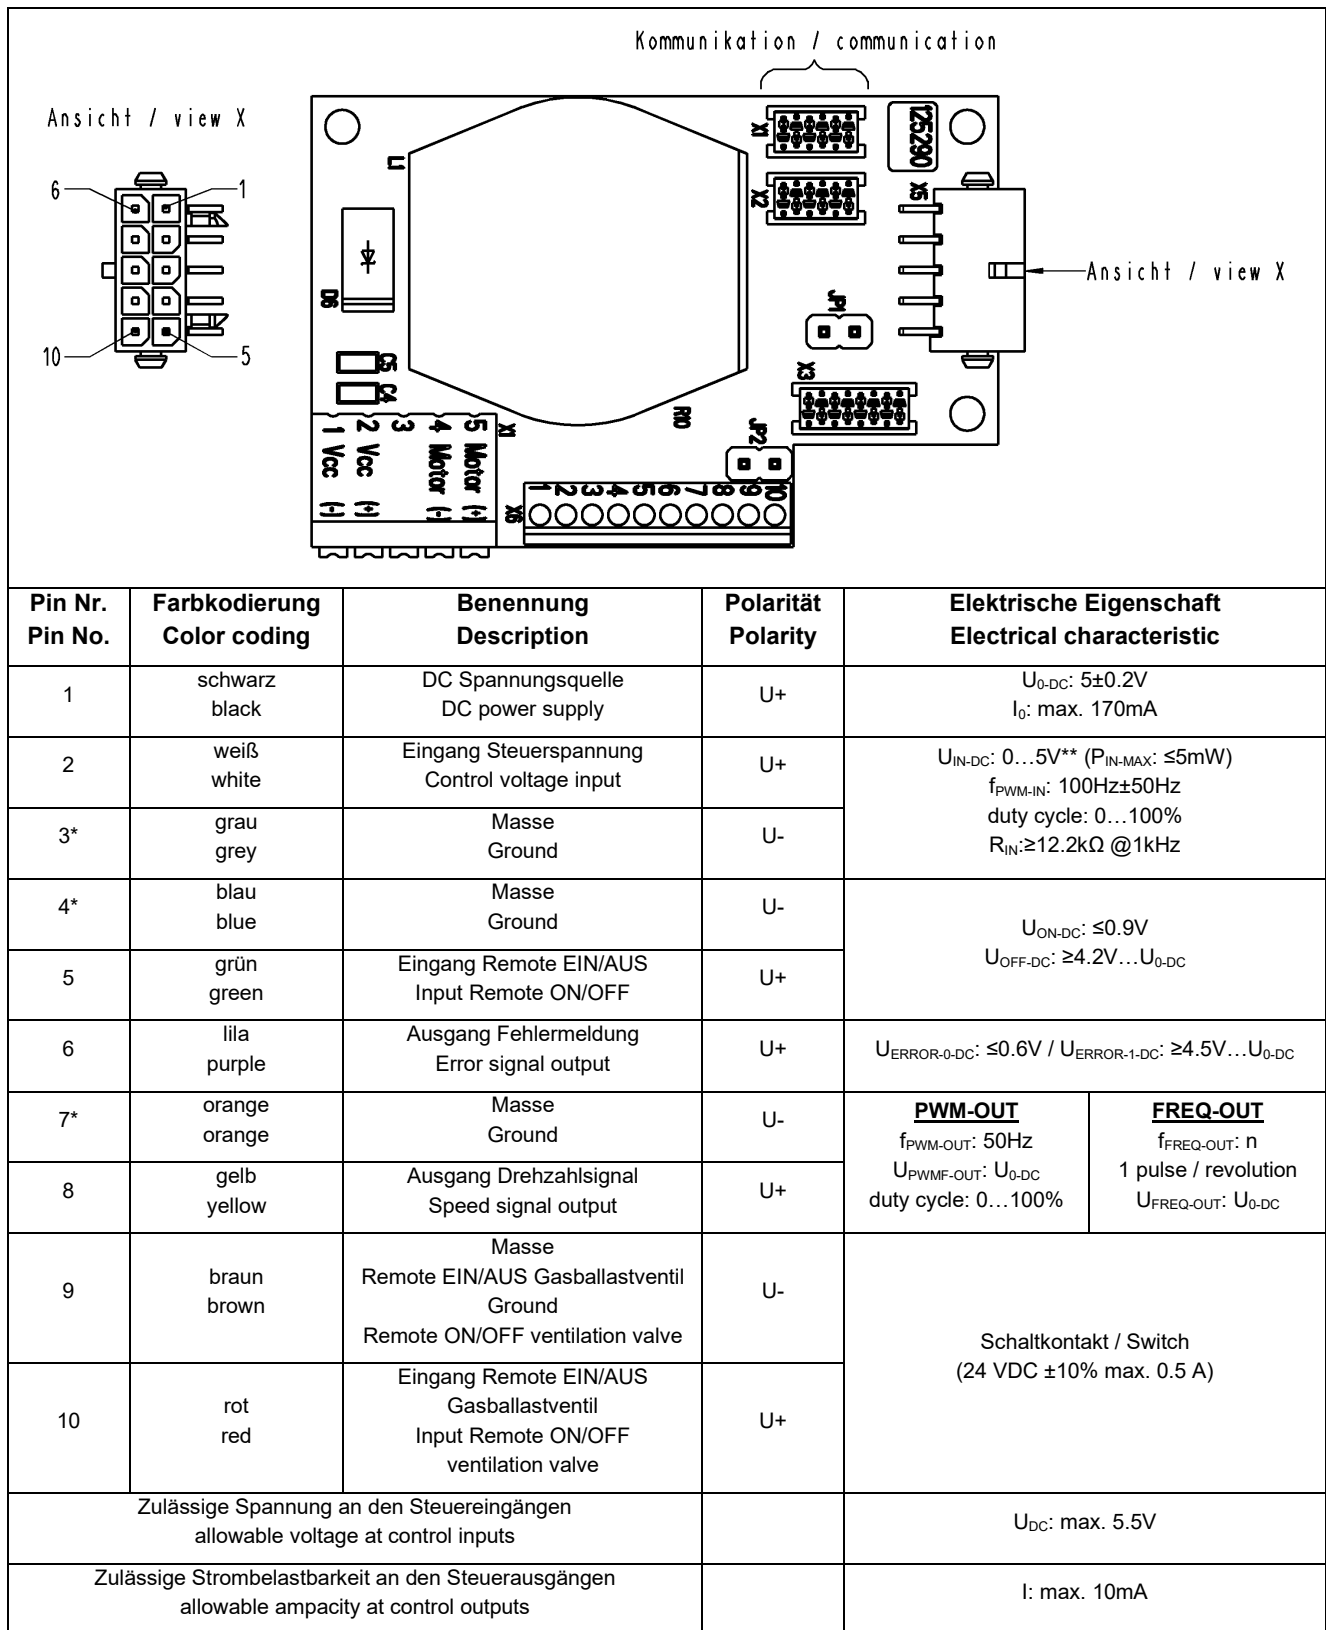 Kommunikation / communication
Ansicht / view X
6
1
10
5
L1
D6
C5
C4
X1
X2
125290
X5
Ansicht / view X
JP1
X3
R10
JP2
X1
1 Vcc (-)
2 Vcc (+)
3
4 Motor (-)
5 Motor (+)
X6
1 2 3 4 5 6 7 8 9 10
Pin Nr. Farbkodierung Benennung Polarität Elektrische Eigenschaft
Pin No. Color coding Description Polarity Electrical characteristic
1
schwarz
black
DC Spannungsquelle
DC power supply
U+
U0-DC: 5±0.2V
I0: max. 170mA
2
weiß
white
Eingang Steuerspannung
Control voltage input
U+
UIN-DC: 0…5V** (PIN-MAX: ≤5mW)
fPWM-IN: 100Hz±50Hz
duty cycle: 0…100%
RIN:≥12.2kΩ @1kHz
3*
grau
grey
Masse
Ground
U-
4*
blau
blue
Masse
Ground
U-
UON-DC: ≤0.9V
UOFF-DC: ≥4.2V…U0-DC
5
grün
green
Eingang Remote EIN/AUS
Input Remote ON/OFF
U+
6
lila
purple
Ausgang Fehlermeldung
Error signal output
U+
UERROR-0-DC: ≤0.6V / UERROR-1-DC: ≥4.5V…U0-DC
7*
orange
orange
Masse
Ground
U-
PWM-OUT
fPWM-OUT: 50Hz
UPWMF-OUT: U0-DC
duty cycle: 0…100%
FREQ-OUT
fFREQ-OUT: n
1 pulse / revolution
UFREQ-OUT: U0-DC
8
gelb
yellow
Ausgang Drehzahlsignal
Speed signal output
U+
9
braun
brown
Masse
Remote EIN/AUS Gasballastventil
Ground
Remote ON/OFF ventilation valve
U-
Schaltkontakt / Switch
(24 VDC ±10% max. 0.5 A)
10
rot
red
Eingang Remote EIN/AUS
Gasballastventil
Input Remote ON/OFF
ventilation valve
U+
Zulässige Spannung an den Steuereingängen
allowable voltage at control inputs
UDC: max. 5.5V
Zulässige Strombelastbarkeit an den Steuerausgängen
allowable ampacity at control outputs
I: max. 10mA